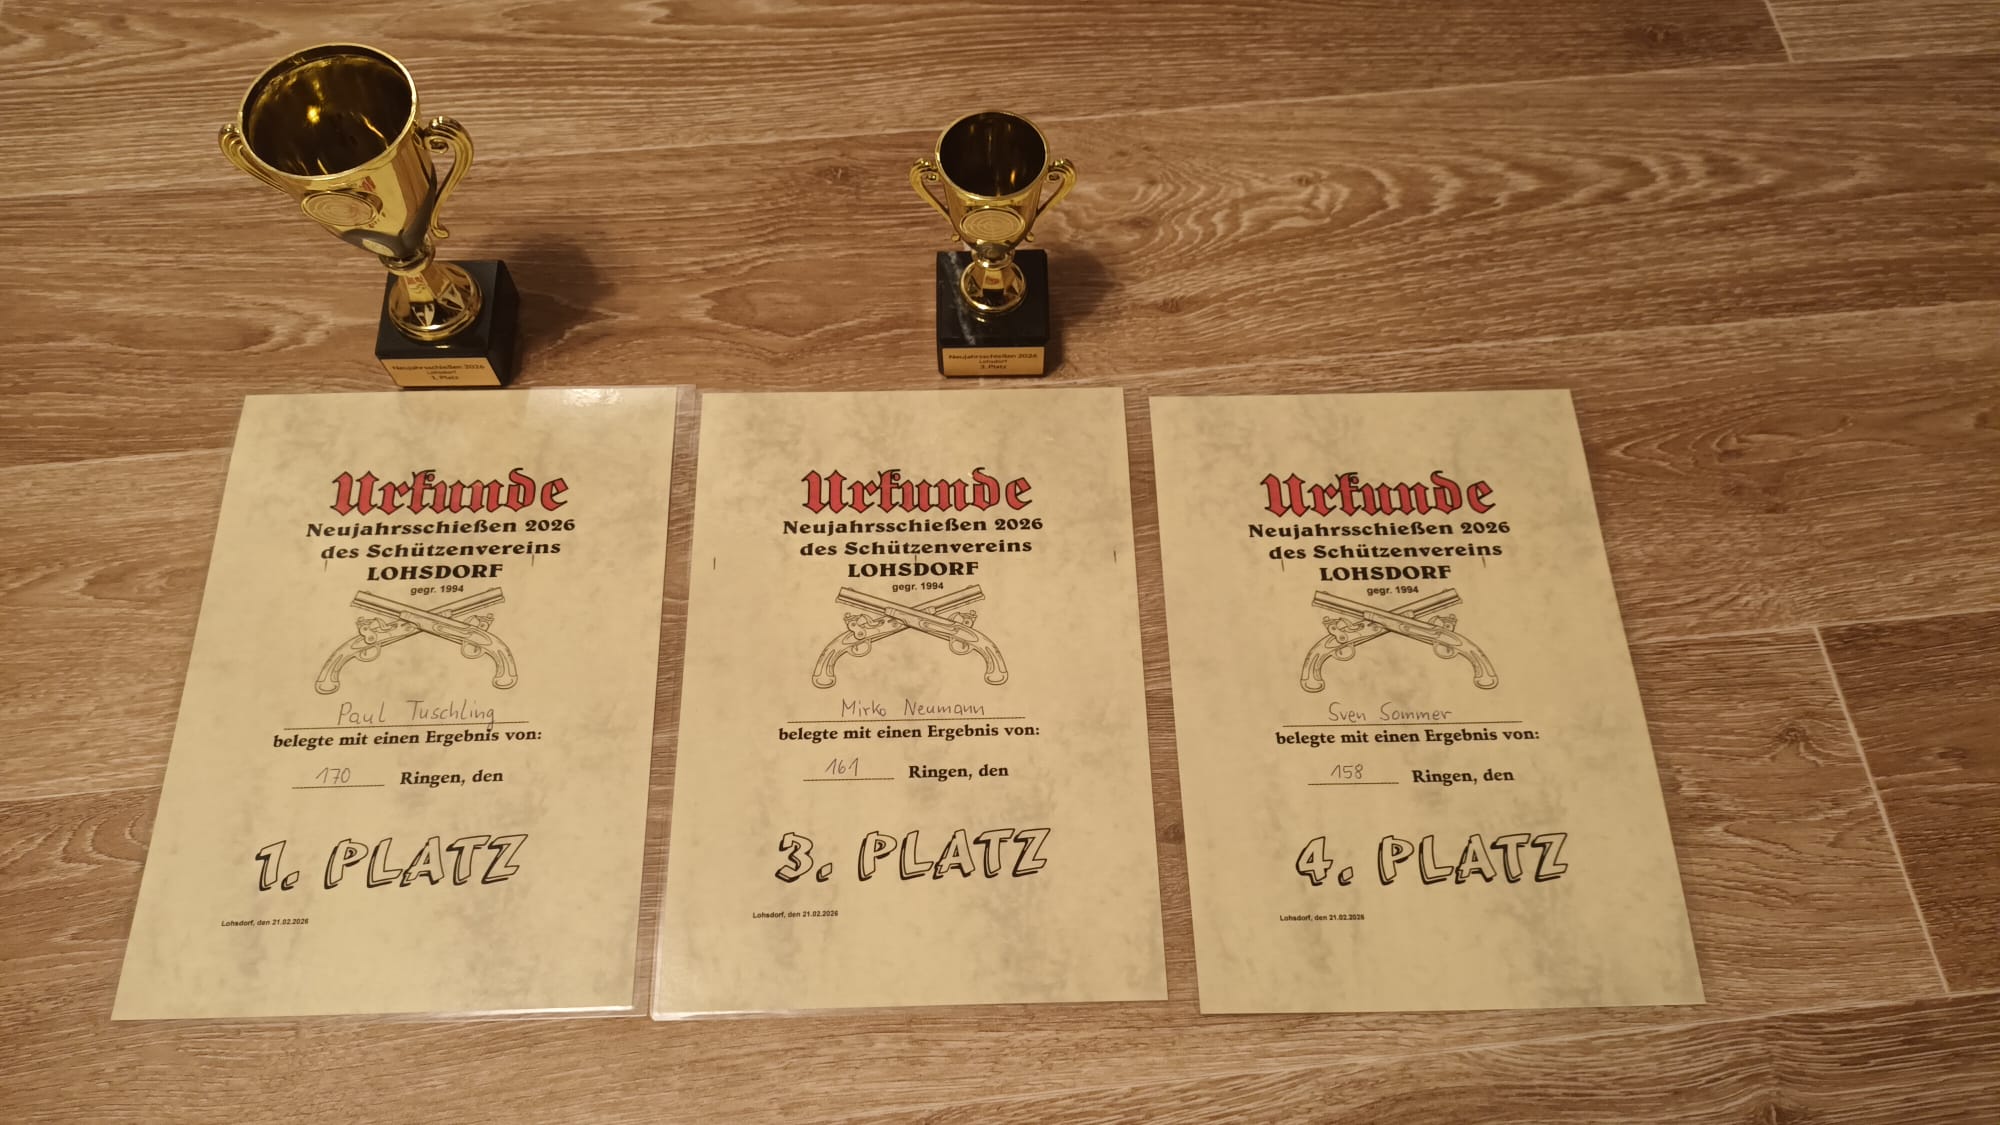 Neujahrsschießen 2026
Lohsdorf
1. Platz
Neujahrsschießen 2026
Lohsdorf
3. Platz
Urkunde
Neujahrsschießen 2026
des Schützenvereins
LOHSDORF
gegr. 1994
Paul Tuschling
belegte mit einen Ergebnis von:
170 Ringen, den
1. PLATZ
Lohsdorf, den 21.02.2026
Urkunde
Neujahrsschießen 2026
des Schützenvereins
LOHSDORF
gegr. 1994
Mirko Neumann
belegte mit einen Ergebnis von:
161 Ringen, den
3. PLATZ
Lohsdorf, den 21.02.2026
Urkunde
Neujahrsschießen 2026
des Schützenvereins
LOHSDORF
gegr. 1994
Sven Sommer
belegte mit einen Ergebnis von:
158 Ringen, den
4. PLATZ
Lohsdorf, den 21.02.2026